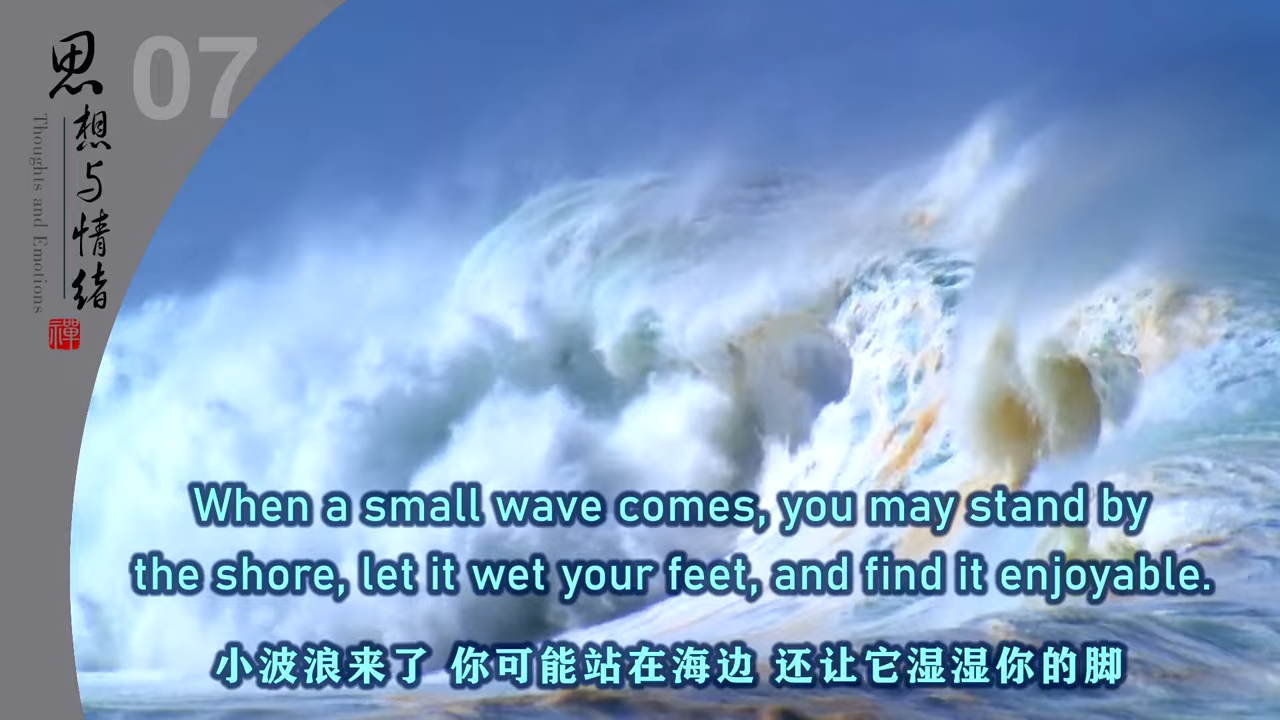 07
思想与情绪
Thoughts and Emotions
禪
When a small wave comes, you may stand by
the shore, let it wet your feet, and find it enjoyable.
小波浪来了 你可能站在海边 还让它湿湿你的脚